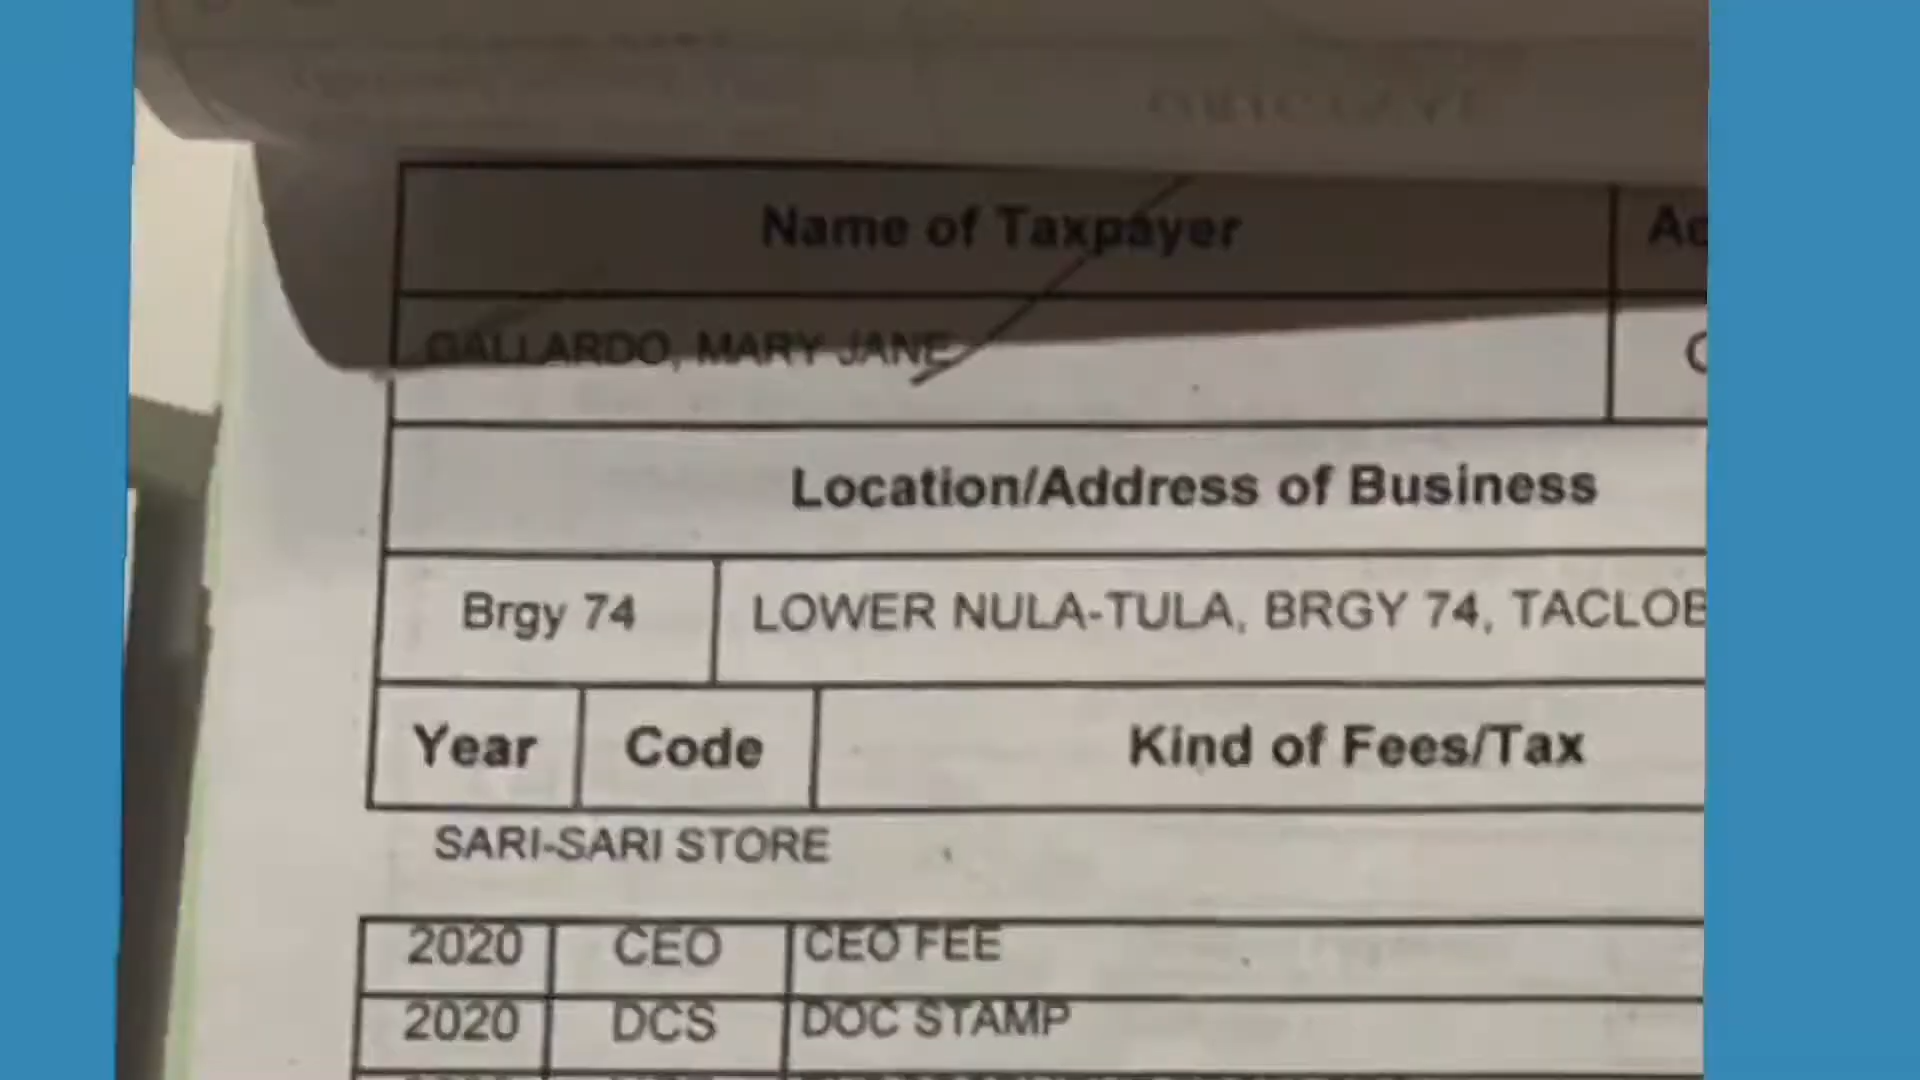 Name of Taxpayer
GALLARDO, MARY JANE
Location/Address of Business
Brgy 74 LOWER NULA-TULA, BRGY 74, TACLOB
Year Code Kind of Fees/Tax
SARI-SARI STORE
2020 CEO CEO FEE
2020 DCS DOC STAMP